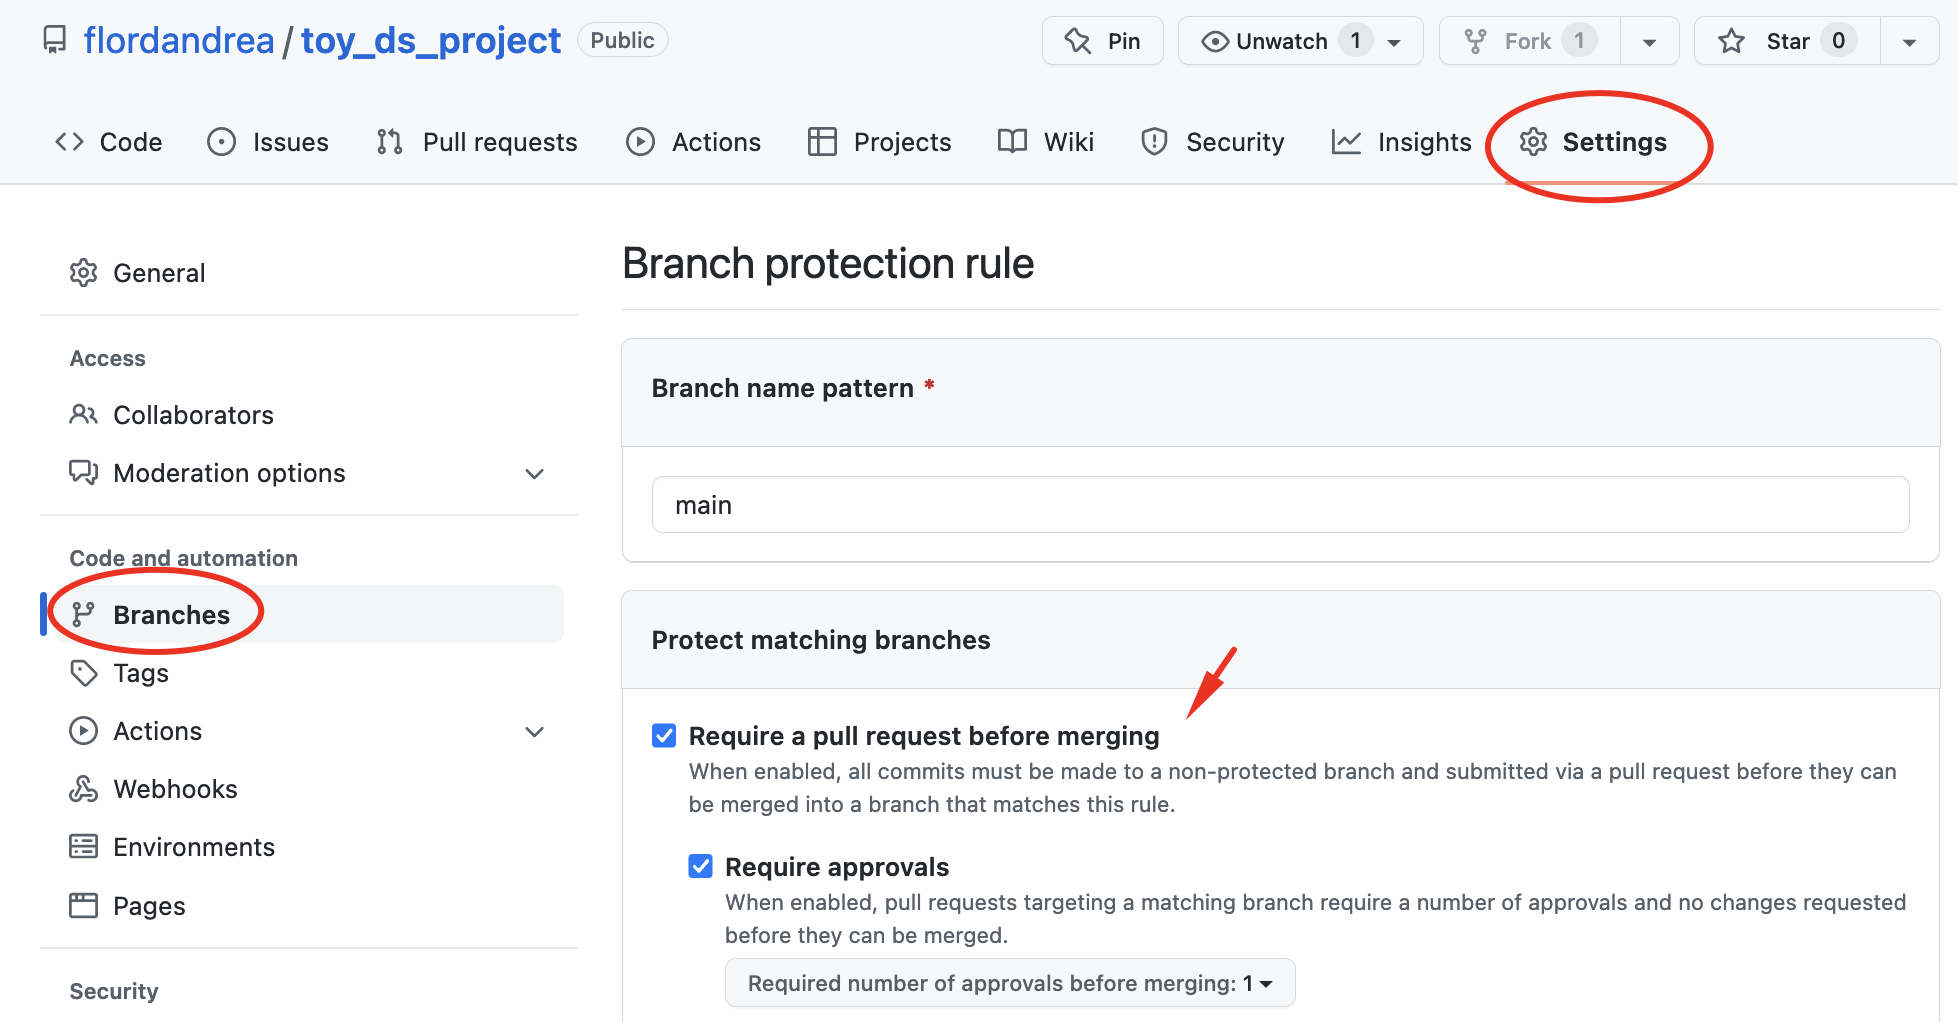 flordandrea / toy_ds_project Public
Pin Unwatch 1 Fork 1 Star 0
Code Issues Pull requests Actions Projects Wiki Security Insights Settings
General
Access
Collaborators
Moderation options
Code and automation
Branches
Tags
Actions
Webhooks
Environments
Pages
Security
Branch protection rule
Branch name pattern *
main
Protect matching branches
Require a pull request before merging
When enabled, all commits must be made to a non-protected branch and submitted via a pull request before they can
be merged into a branch that matches this rule.
Require approvals
When enabled, pull requests targeting a matching branch require a number of approvals and no changes requested
before they can be merged.
Required number of approvals before merging: 1